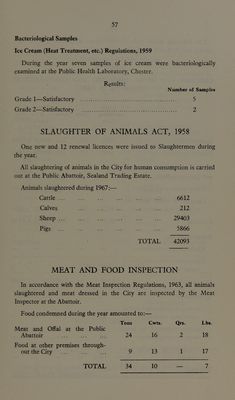 57
Bacteriological Samples
Ice Cream (Heat Treatment, etc.) Regulations, 1959
During the year seven samples of ice cream were bacteriologically
examined at the Public Health Laboratory, Chester.
Results:
Number of Samples
Grade 1—Satisfactory ........ 5
Grade 2—Satisfactory ........ 2
SLAUGHTER OF ANIMALS ACT, 1958
One new and 12 renewal licences were issued to Slaughtermen during
the year.
All slaughtering of animals in the City for human consumption is carried
out at the Public Abattoir, Sealand Trading Estate.
Animals slaughtered during 1967:—
Cattle ... ... ... ... ... 6612
Calves ... ... ... ... 212
Sheep ... ... ... ... ... 29403
Pigs ... ... ... ... ... 5866
TOTAL 42093
MEAT AND FOOD INSPECTION
In accordance with the Meat Inspection Regulations, 1963, all animals
slaughtered and meat dressed in the City are inspected by the Meat
Inspector at the Abattoir.
Food condemned during the year amounted to:—
Tons Cwts. Qrs. Lbs.
Meat and Offal at the Public
Abattoir ... ... ... 24 16 2 18
Food at other premises through-
out the City ... ... 9 13 1 17
TOTAL 34 10 — 7